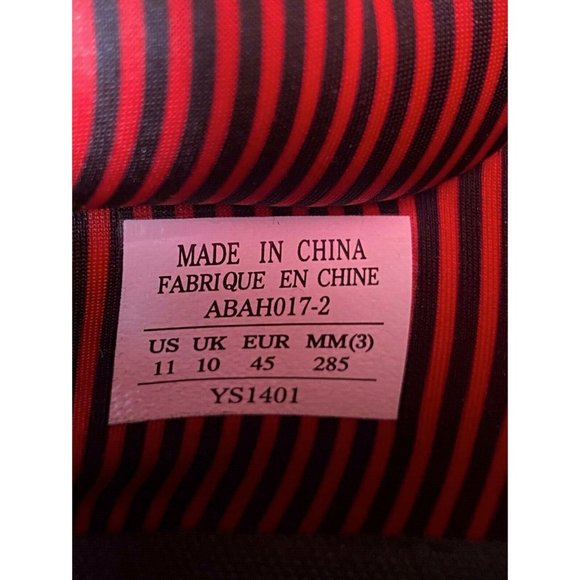 MADE IN CHINA
FABRIQUE EN CHINE
ABAH017-2
US UK EUR MM(3)
11 10 45 285
YS1401